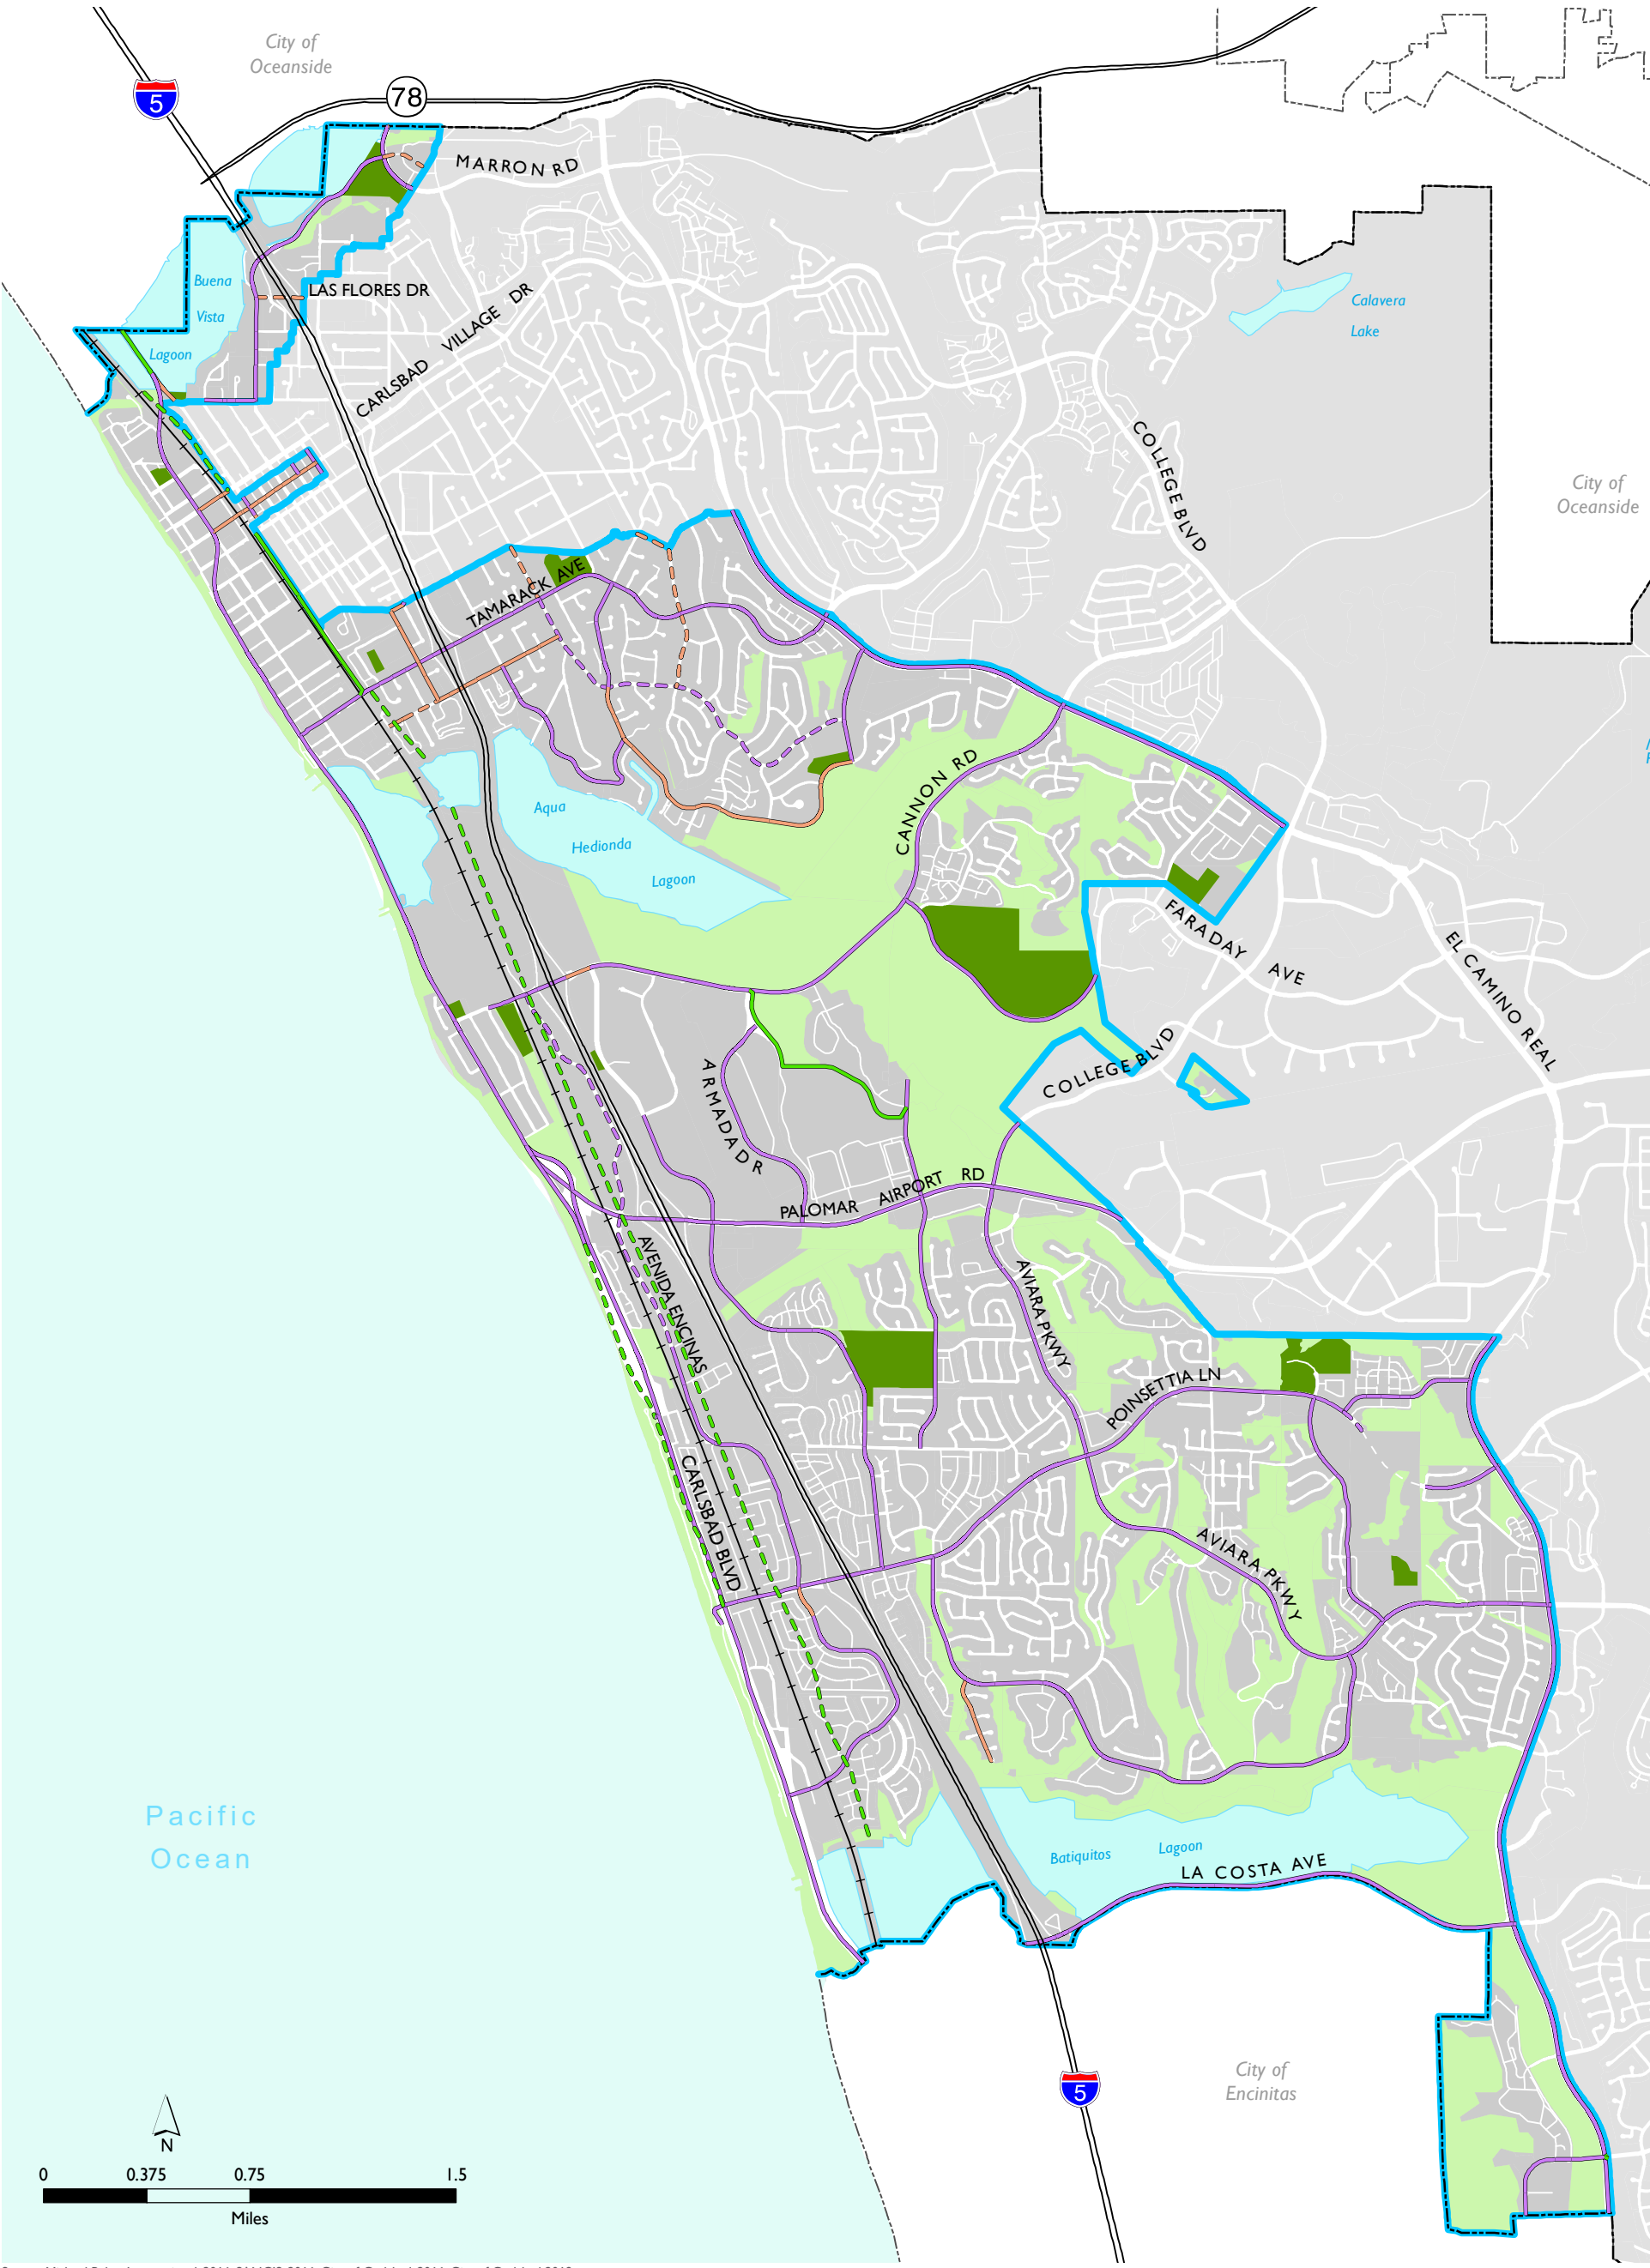 City of
Oceanside
5
78
MARRON RD
Buena
Vista
Lagoon
LAS FLORES DR
CARLSBAD VILLAGE DR
Calavera
Lake
COLLEGE BLVD
City of
Oceanside
TAMARACK AVE
CANNON RD
Aqua
Hedionda
Lagoon
FARADAY AVE
EL CAMINO REAL
COLLEGE BLVD
ARMADA DR
PALOMAR AIRPORT RD
AVENIDA ENCINAS
AVIARA PKWY
POINSETTIA LN
CARLSBAD BLVD
AVIARA PKWY
Pacific
Ocean
Batiquitos Lagoon
LA COSTA AVE
City of
Encinitas
5
N
0 0.375 0.75 1.5
Miles